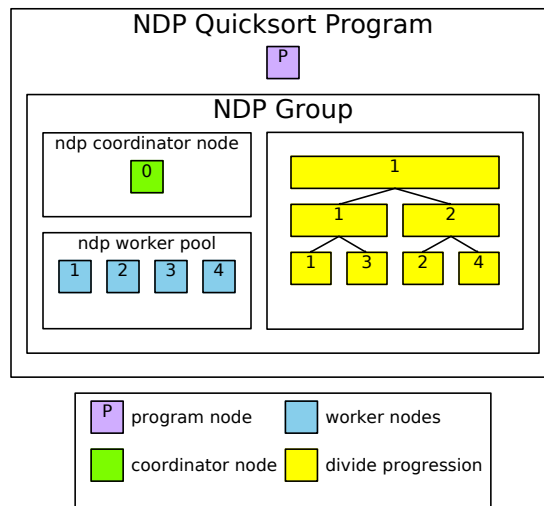 NDP Quicksort Program
P
NDP Group
ndp coordinator node
0
ndp worker pool
1 2 3 4
1
1 2
1 3 2 4
P program node
worker nodes
coordinator node
divide progression